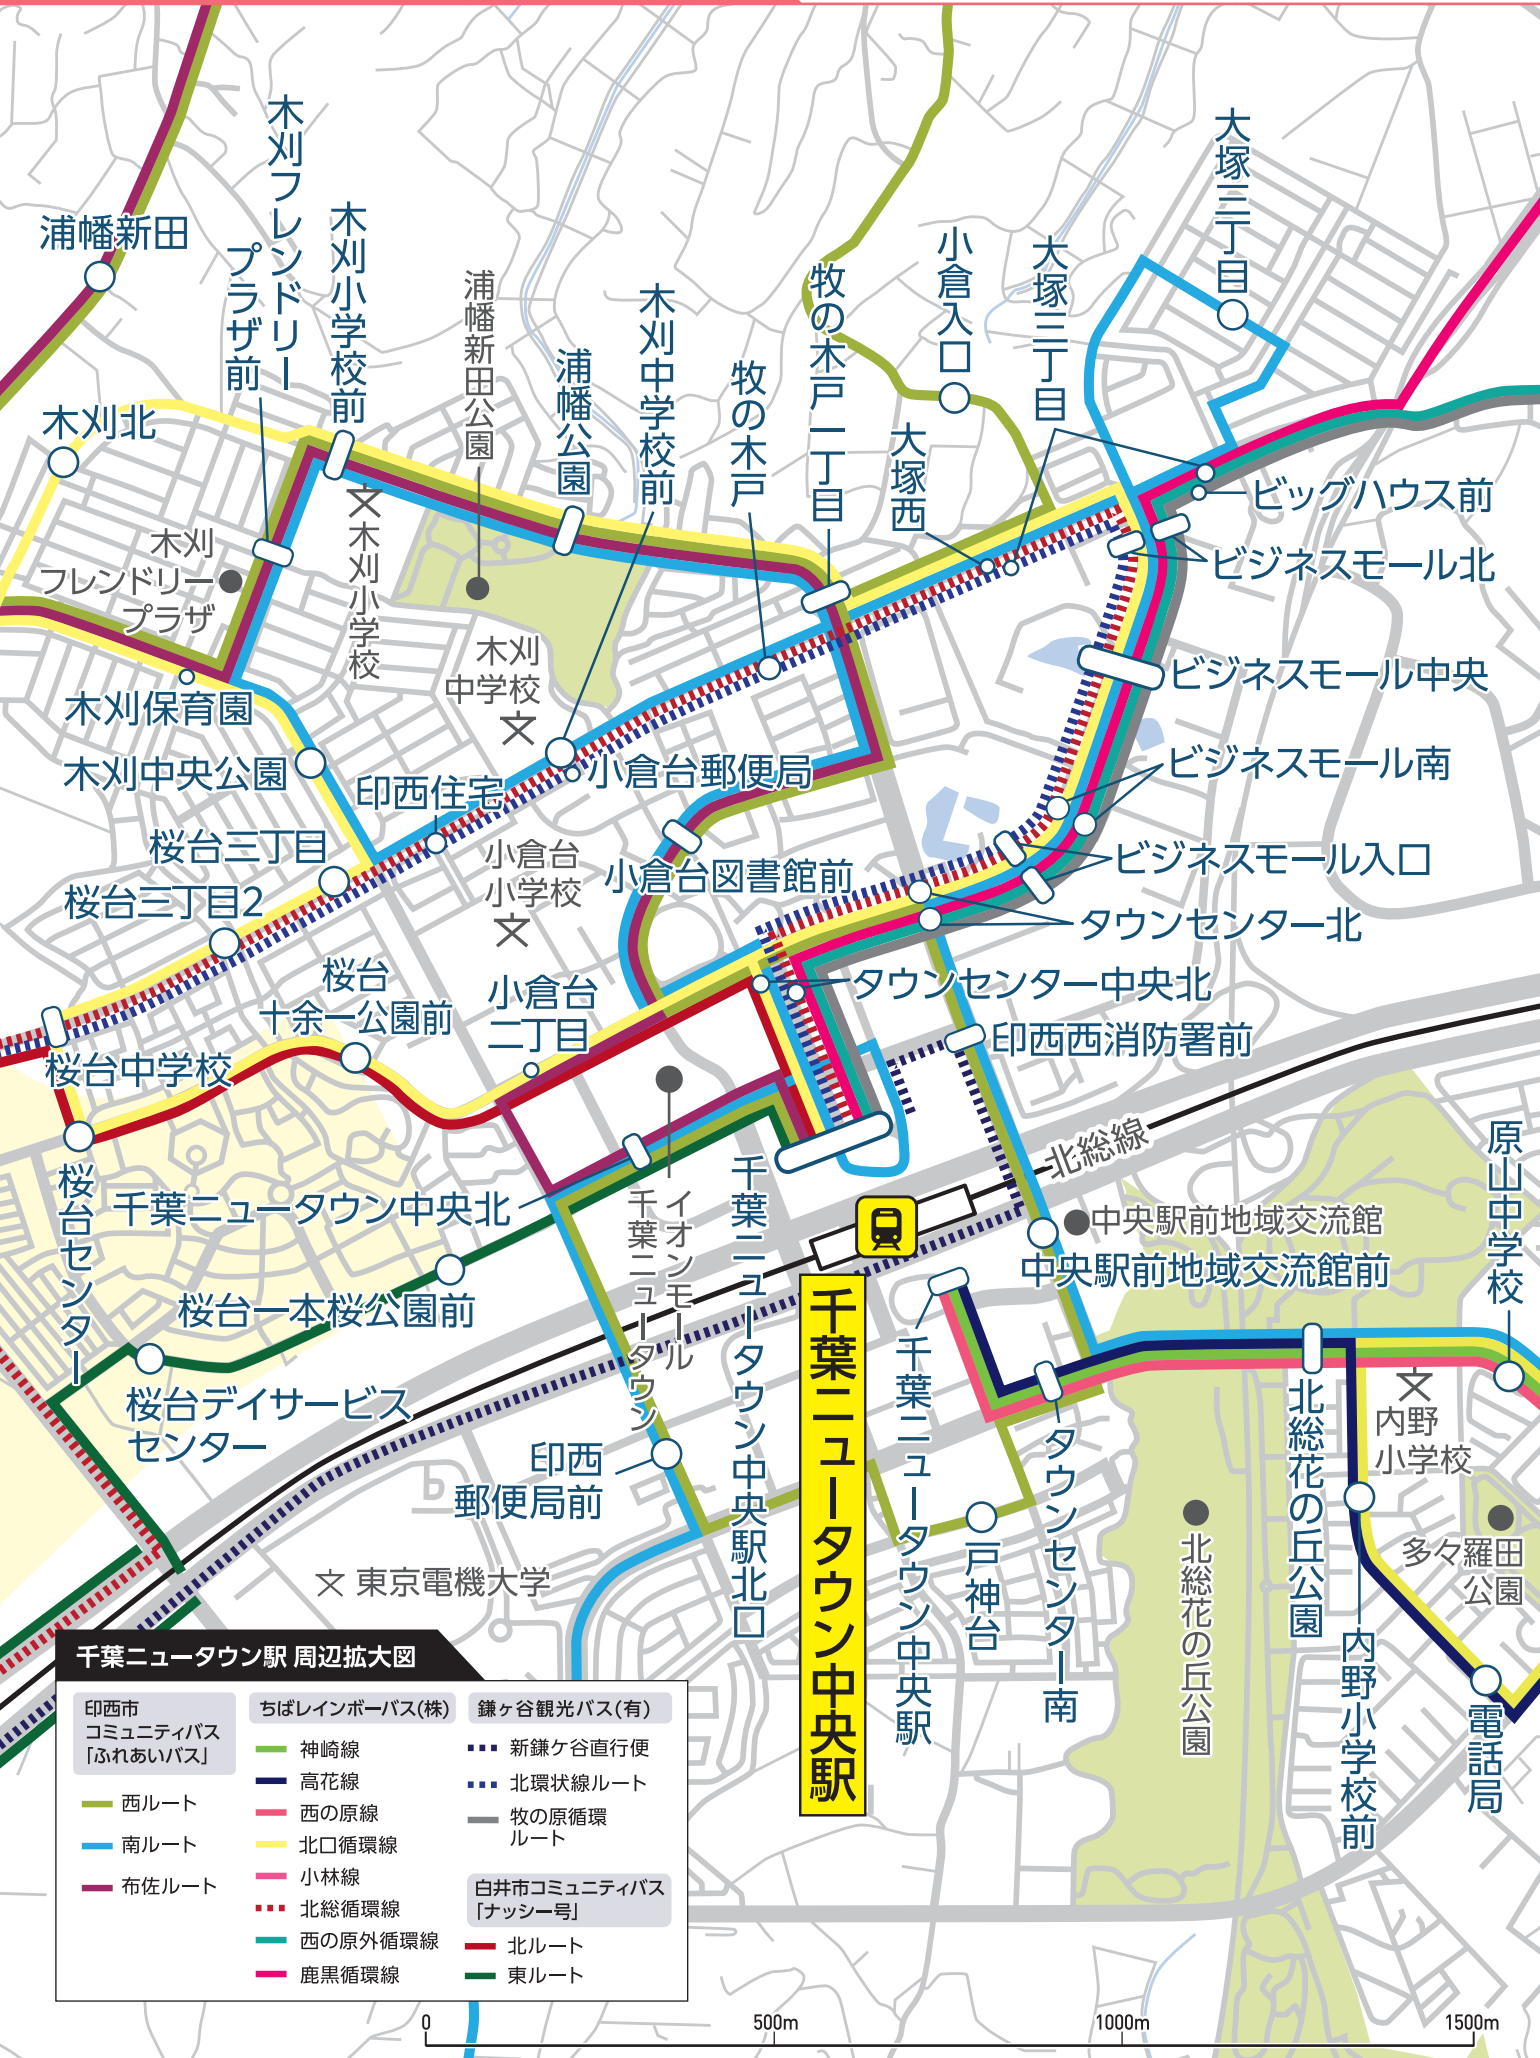 大塚三丁目
木刈フレンドリー
プラザ前
木刈小学校前
浦幡新田
浦幡新田公園
浦幡公園
木刈中学校前
牧の木戸
牧の木戸一丁目
小倉入口
大塚三丁目
大塚西
木刈北
ビッグハウス前
ビジネスモール北
木刈
フレンドリー
プラザ
木刈小学校
木刈
中学校
ビジネスモール中央
木刈保育園
木刈中央公園
印西住宅
小倉台郵便局
ビジネスモール南
桜台三丁目
桜台三丁目2
小倉台
小学校
小倉台図書館前
ビジネスモール入口
タウンセンター北
桜台
十余一公園前
小倉台
二丁目
タウンセンター中央北
印西西消防署前
桜台中学校
北総線
原山中学校
桜台センター
千葉ニュータウン中央北
イオンモール
千葉ニュータウン
千葉ニュータウン中央駅北口
中央駅前地域交流館
中央駅前地域交流館前
桜台一本桜公園前
千葉ニュータウン中央駅
千葉ニュータウン中央駅
タウンセンター南
桜台デイサービス
センター
印西
郵便局前
北総花の丘公園
内野
小学校
戸神台
北総花の丘公園
多々羅田
公園
東京電機大学
内野小学校前
電話局
千葉ニュータウン駅 周辺拡大図
印西市
コミュニティバス
「ふれあいバス」
西ルート
南ルート
布佐ルート
ちばレインボーバス(株)
神崎線
高花線
西の原線
北口循環線
小林線
北総循環線
西の原外循環線
鹿黒循環線
鎌ヶ谷観光バス(有)
新鎌ケ谷直行便
北環状線ルート
牧の原循環
ルート
白井市コミュニティバス
「ナッシー号」
北ルート
東ルート
0 500m 1000m 1500m